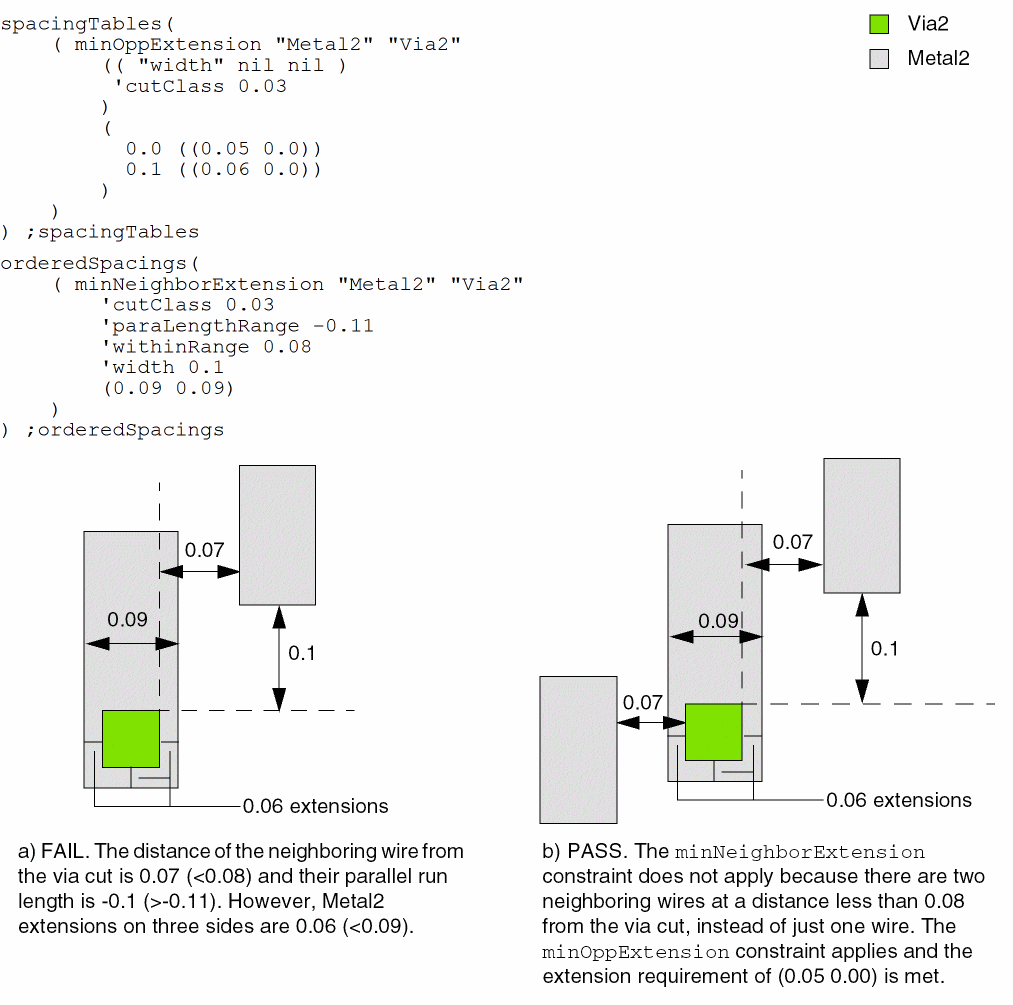 spacingTables(
( minOppExtension "Metal2" "Via2"
(( "width" nil nil )
'cutClass 0.03
)
(
0.0 ((0.05 0.0))
0.1 ((0.06 0.0))
)
)
) ;spacingTables
orderedSpacings(
( minNeighborExtension "Metal2" "Via2"
'cutClass 0.03
'paraLengthRange -0.11
'withinRange 0.08
'width 0.1
(0.09 0.09)
)
) ;orderedSpacings
Via2
Metal2
0.07
0.09
0.1
0.06 extensions
a) FAIL. The distance of the neighboring wire from
the via cut is 0.07 (<0.08) and their parallel run
length is -0.1 (>-0.11). However, Metal2
extensions on three sides are 0.06 (<0.09).
0.07
0.09
0.1
0.07
0.06 extensions
b) PASS. The minNeighborExtension
constraint does not apply because there are two
neighboring wires at a distance less than 0.08
from the via cut, instead of just one wire. The
minOppExtension constraint applies and the
extension requirement of (0.05 0.00) is met.